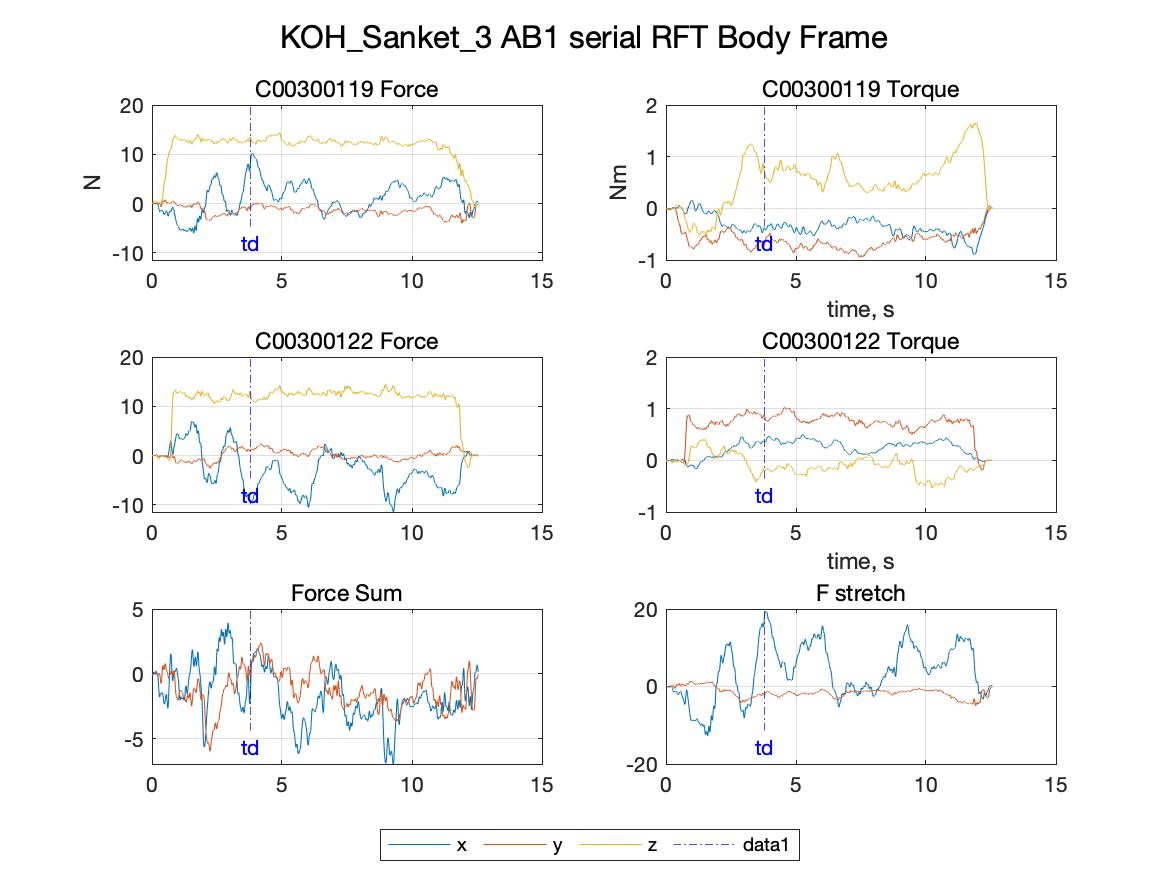 KOH_Sanket_3 AB1 serial RFT Body Frame
C00300119 Force
20
10
0
-10
N
td
0 5 10 15
C00300119 Torque
2
1
0
-1
Nm
td
0 5 10 15
time, s
C00300122 Force
20
10
0
-10
td
0 5 10 15
C00300122 Torque
2
1
0
-1
td
0 5 10 15
time, s
Force Sum
5
0
-5
td
0 5 10 15
F stretch
20
0
-20
td
0 5 10 15
x y z data1